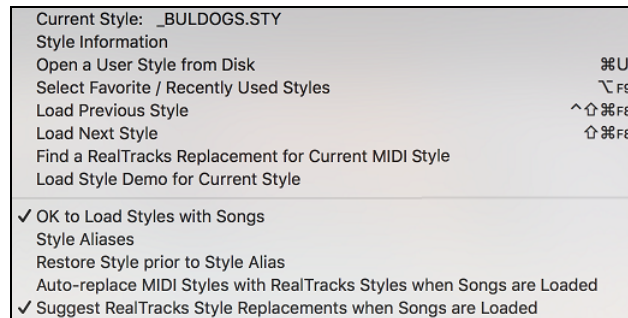 Current Style: _BULDOGS.STY
Style Information
Open a User Style from Disk ⌘U
Select Favorite / Recently Used Styles ⌥F9
Load Previous Style ^⇧⌘F8
Load Next Style ⇧⌘F8
Find a RealTracks Replacement for Current MIDI Style
Load Style Demo for Current Style
✓ OK to Load Styles with Songs
Style Aliases
Restore Style prior to Style Alias
Auto-replace MIDI Styles with RealTracks Styles when Songs are Loaded
✓ Suggest RealTracks Style Replacements when Songs are Loaded